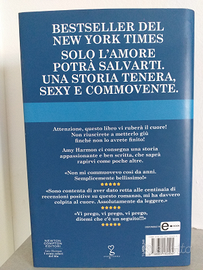 BESTSELLER DEL
NEW YORK TIMES
SOLO L'AMORE
POTRÀ SALVARTI.
UNA STORIA TENERA,
SEXY E COMMOVENTE.
Attenzione, questo libro vi ruberà il cuore!
Non riuscirete a metterlo giù
finché non lo avrete finito!
Amy Harmon ci consegna una storia
appassionante e ben scritta, che saprà
rapirvi come poche altre.
«Non mi commuovevo così da anni.
Semplicemente bellissimo!»
«Sono contenta di aver dato retta alle centinaia di
recensioni positive su questo romanzo, mi ha davvero
colpito al cuore. Assolutamente da leggere.»
«Vi prego, vi prego, vi prego,
ditemi che c'è un seguito!!!»
NEWTON
COMPTON
EDITORI